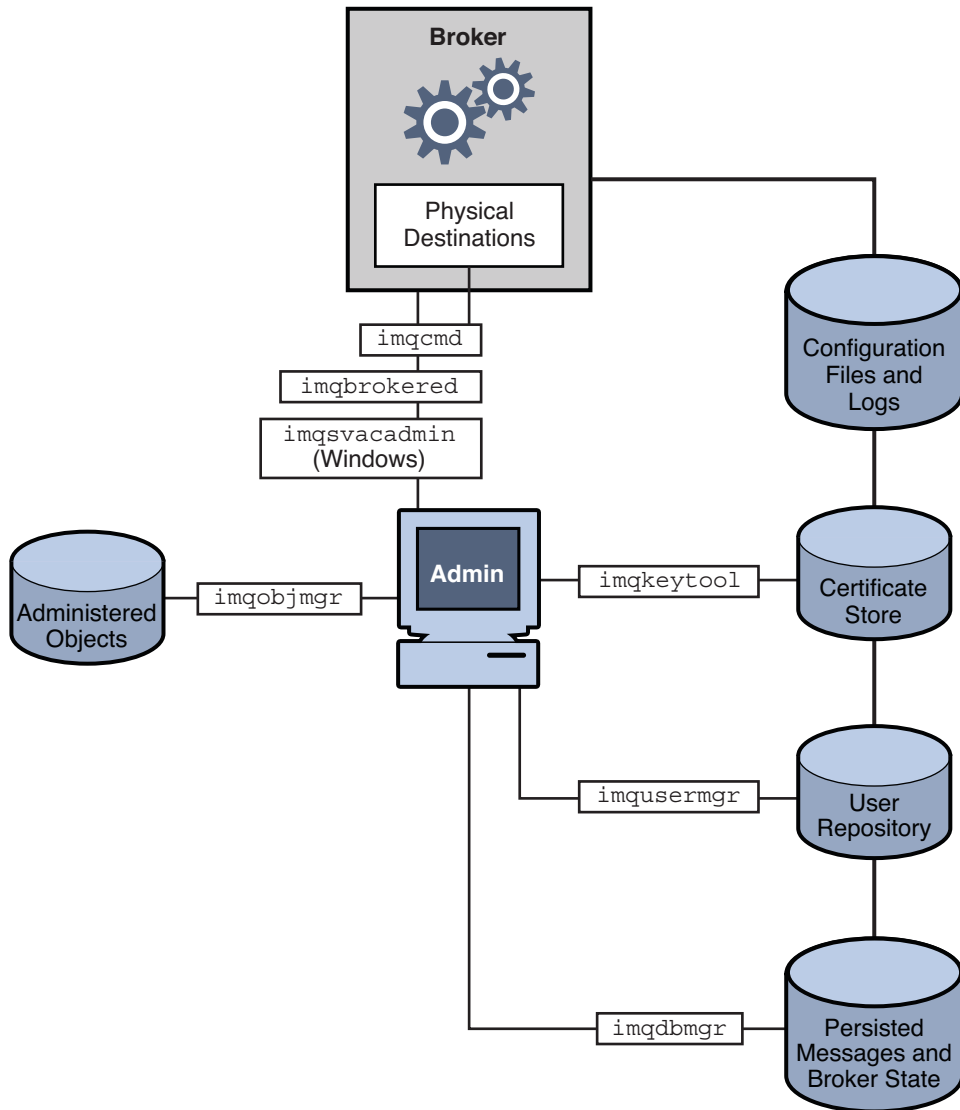 Broker
Physical
Destinations
imqcmd
imqbrokered
imqsvacadmin
(Windows)
Configuration
Files and
Logs
Administered
Objects
imqobjmgr
Admin
imqkeytool
Certificate
Store
imqusermgr
User
Repository
imqdbmgr
Persisted
Messages and
Broker State